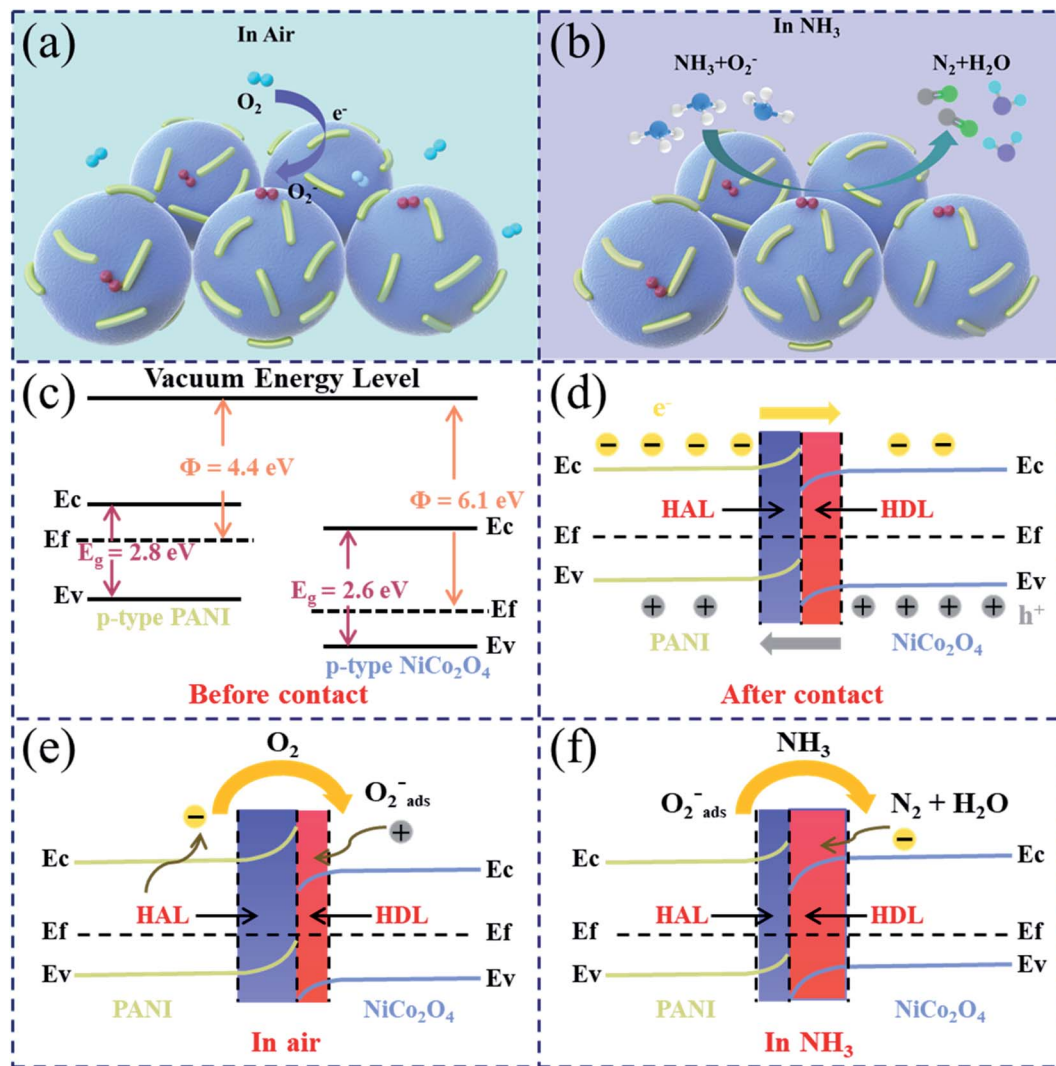 (a)
In Air
O₂
e⁻
O₂⁻
(b)
In NH₃
NH₃+O₂⁻
N₂+H₂O
(c)
Vacuum Energy Level
Φ = 4.4 eV
Φ = 6.1 eV
Ec
Ec
Ef
E_g = 2.8 eV
E_g = 2.6 eV
Ev
Ef
p-type PANI
Ev
p-type NiCo₂O₄
Before contact
(d)
e⁻
− − − − − −
Ec
Ec
HAL
HDL
Ef
Ef
Ev
Ev
+ + + + + +
h⁺
PANI
NiCo₂O₄
After contact
(e)
O₂
O₂⁻ads
−
+
Ec
Ec
HAL
HDL
Ef
Ef
Ev
Ev
PANI
NiCo₂O₄
In air
(f)
NH₃
O₂⁻ads
N₂ + H₂O
−
Ec
Ec
HAL
HDL
Ef
Ef
Ev
Ev
PANI
NiCo₂O₄
In NH₃